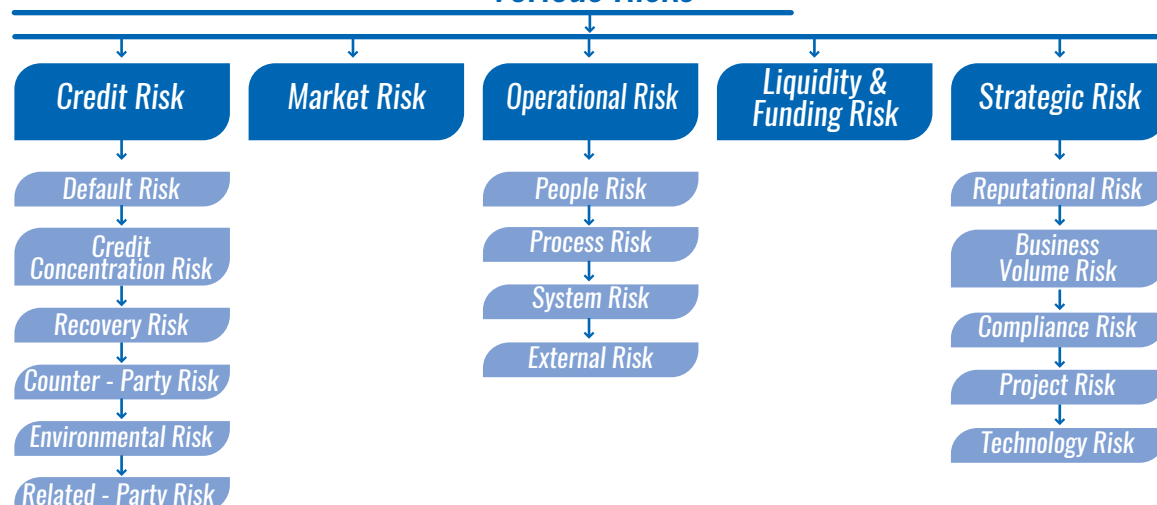 Risks
Credit Risk
Market Risk
Operational Risk
Liquidity &
Funding Risk
Strategic Risk
Default Risk
Credit
Concentration Risk
Recovery Risk
Counter - Party Risk
Environmental Risk
Related - Party Risk
People Risk
Process Risk
System Risk
External Risk
Reputational Risk
Business
Volume Risk
Compliance Risk
Project Risk
Technology Risk